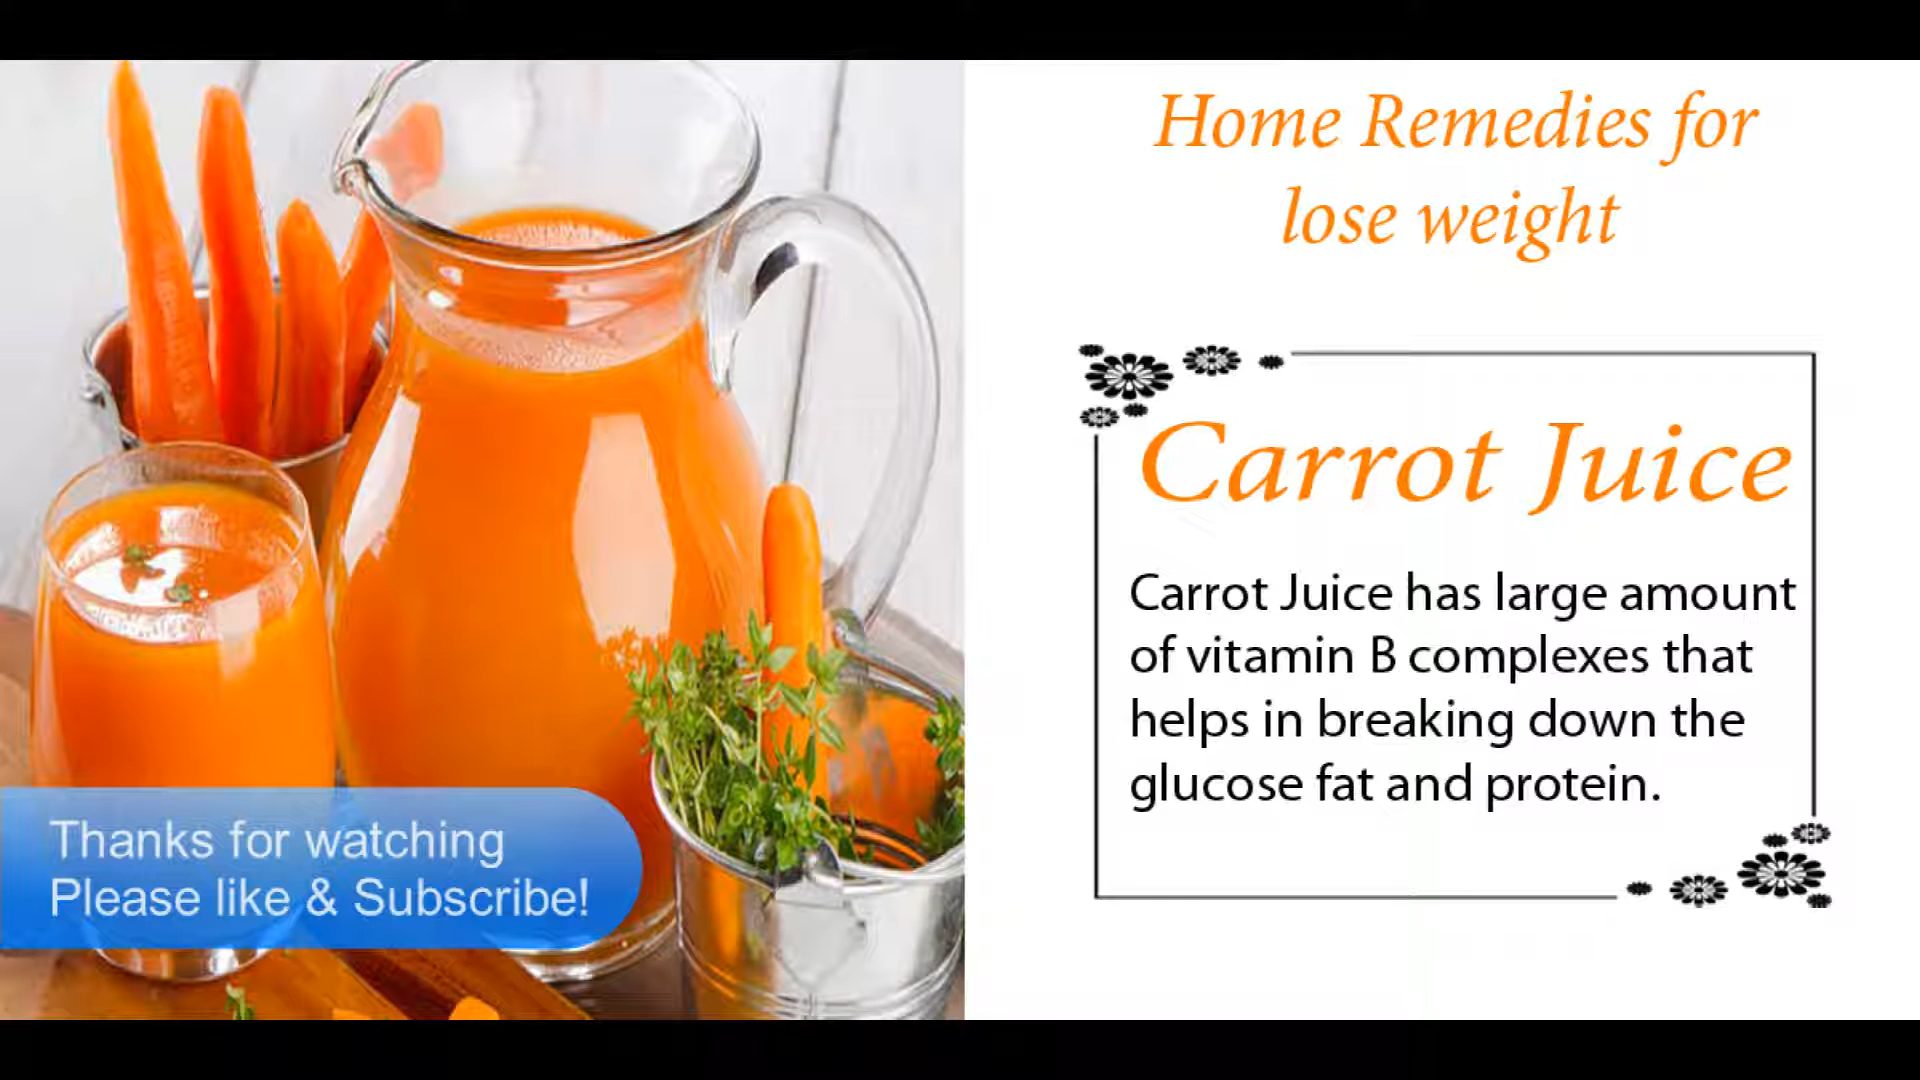 Home Remedies for
lose weight
Carrot Juice
Carrot Juice has large amount
of vitamin B complexes that
helps in breaking down the
glucose fat and protein.
Thanks for watching
Please like & Subscribe!